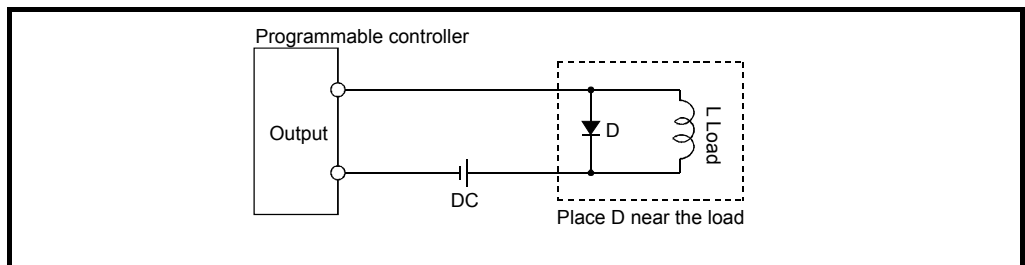 Programmable controller
Output
D
L Load
DC
Place D near the load